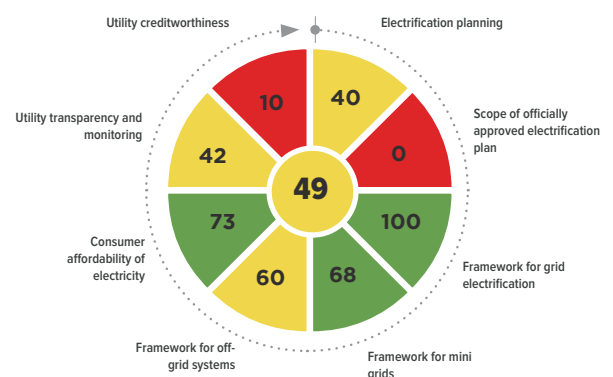 Utility creditworthiness
Electrification planning
10
40
Utility transparency and
monitoring
Scope of officially
approved electrification
plan
42
0
49
73
100
Consumer
affordability of
electricity
Framework for grid
electrification
60
68
Framework for off-
grid systems
Framework for mini
grids